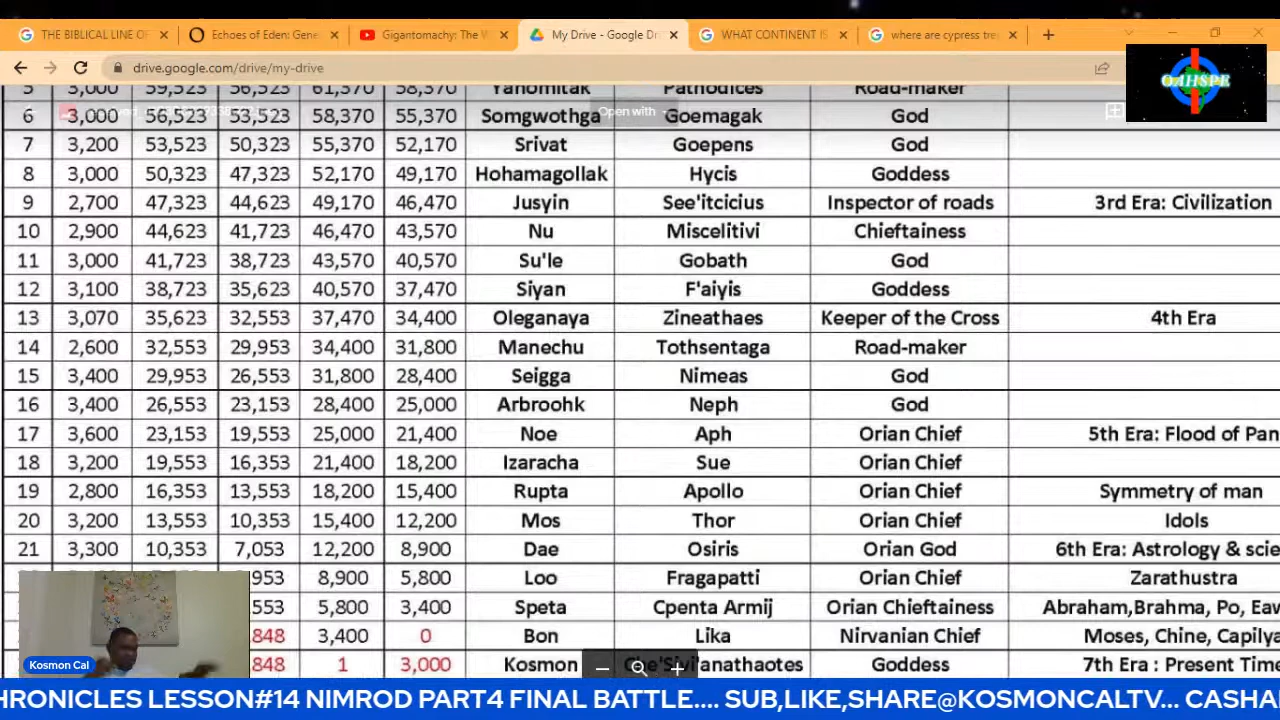 THE BIBLICAL LINE OF Echoes of Eden: Gene Gigantomachy: The W My Drive - Google Dr WHAT CONTINENT IS where are cypress tre
drive.google.com/drive/my-drive
OAHSPE
Open with
5 3,000 59,523 56,523 61,370 58,370 Yahomitak Pathodices Road-maker
6 3,000 56,523 53,523 58,370 55,370 Somgwothga Goemagak God
7 3,200 53,523 50,323 55,370 52,170 Srivat Goepens God
8 3,000 50,323 47,323 52,170 49,170 Hohamagollak Hycis Goddess
9 2,700 47,323 44,623 49,170 46,470 Jusyin See'itcicius Inspector of roads 3rd Era: Civilization
10 2,900 44,623 41,723 46,470 43,570 Nu Miscelitivi Chieftainess
11 3,000 41,723 38,723 43,570 40,570 Su'le Gobath God
12 3,100 38,723 35,623 40,570 37,470 Siyan F'aiyis Goddess
13 3,070 35,623 32,553 37,470 34,400 Oleganaya Zineathaes Keeper of the Cross 4th Era
14 2,600 32,553 29,953 34,400 31,800 Manechu Tothsentaga Road-maker
15 3,400 29,953 26,553 31,800 28,400 Seigga Nimeas God
16 3,400 26,553 23,153 28,400 25,000 Arbroohk Neph God
17 3,600 23,153 19,553 25,000 21,400 Noe Aph Orian Chief 5th Era: Flood of Pan
18 3,200 19,553 16,353 21,400 18,200 Izaracha Sue Orian Chief
19 2,800 16,353 13,553 18,200 15,400 Rupta Apollo Orian Chief Symmetry of man
20 3,200 13,553 10,353 15,400 12,200 Mos Thor Orian Chief Idols
21 3,300 10,353 7,053 12,200 8,900 Dae Osiris Orian God 6th Era: Astrology & scie
953 8,900 5,800 Loo Fragapatti Orian Chief Zarathustra
553 5,800 3,400 Speta Cpenta Armij Orian Chieftainess Abraham,Brahma, Po, Eaw
848 3,400 0 Bon Lika Nirvanian Chief Moses, Chine, Capilya
848 1 3,000 Kosmon Che'Sivi'anathaotes Goddess 7th Era : Present Time
Kosmon Cal
HRONICLES LESSON#14 NIMROD PART4 FINAL BATTLE.... SUB,LIKE,SHARE@KOSMONCALTV... CASHA